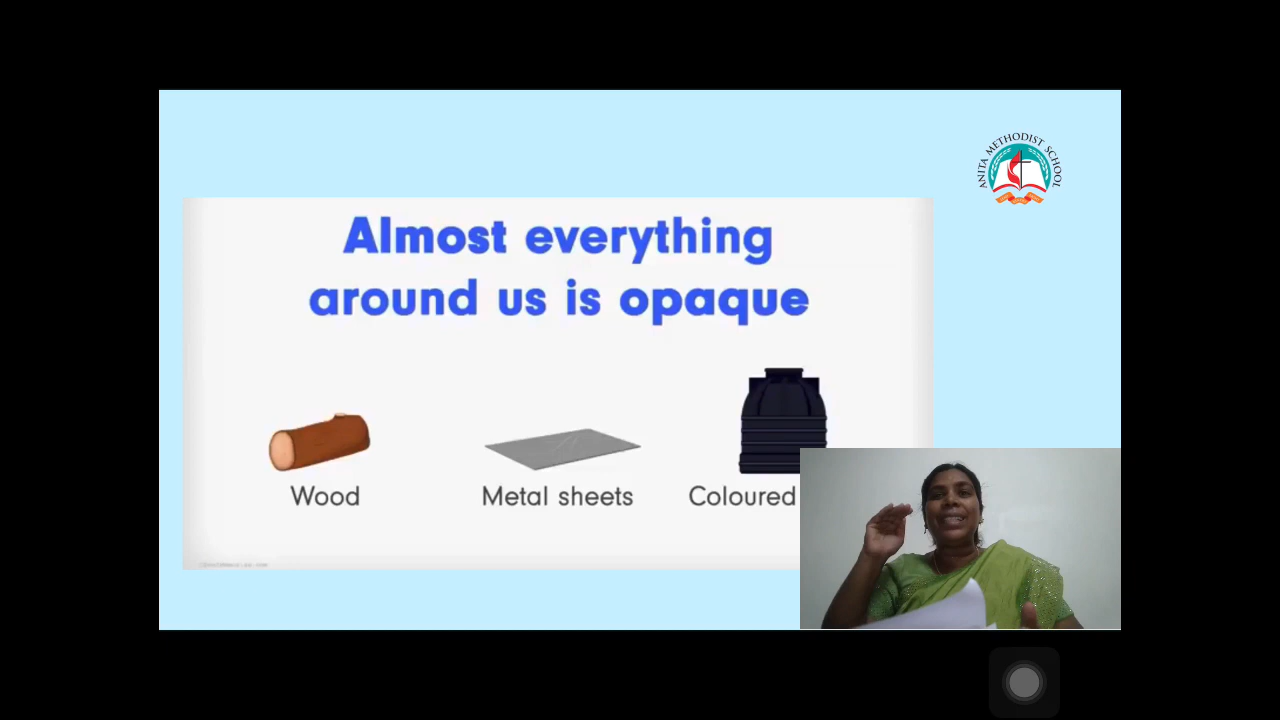 ANITA METHODIST SCHOOL
Almost everything
around us is opaque
Wood
Metal sheets
Coloured